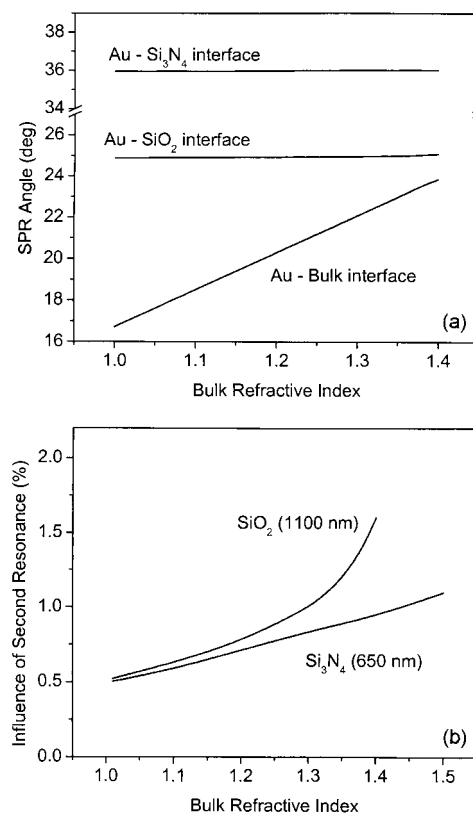 38
Au - Si₃N₄ interface
36
34
26
Au - SiO₂ interface
24
22
20
Au - Bulk interface
18
(a)
16
1.0 1.1 1.2 1.3 1.4
SPR Angle (deg)
Bulk Refractive Index
2.0
SiO₂ (1100 nm)
1.5
1.0
Si₃N₄ (650 nm)
0.5
(b)
0.0
1.0 1.1 1.2 1.3 1.4 1.5
Influence of Second Resonance (%)
Bulk Refractive Index